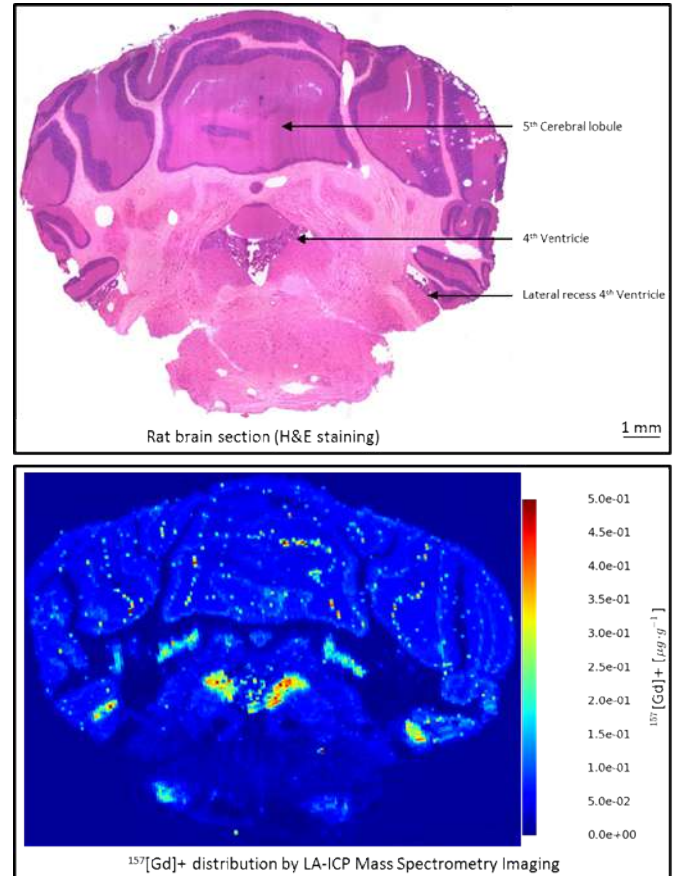 5th Cerebral lobule
4th Ventricle
Lateral recess 4th Ventricle
Rat brain section (H&E staining)
1 mm
5.0e-01
4.5e-01
4.0e-01
3.5e-01
3.0e-01
2.5e-01
2.0e-01
1.5e-01
1.0e-01
5.0e-02
0.0e+00
157[Gd]+ [μg·g−1]
157[Gd]+ distribution by LA-ICP Mass Spectrometry Imaging